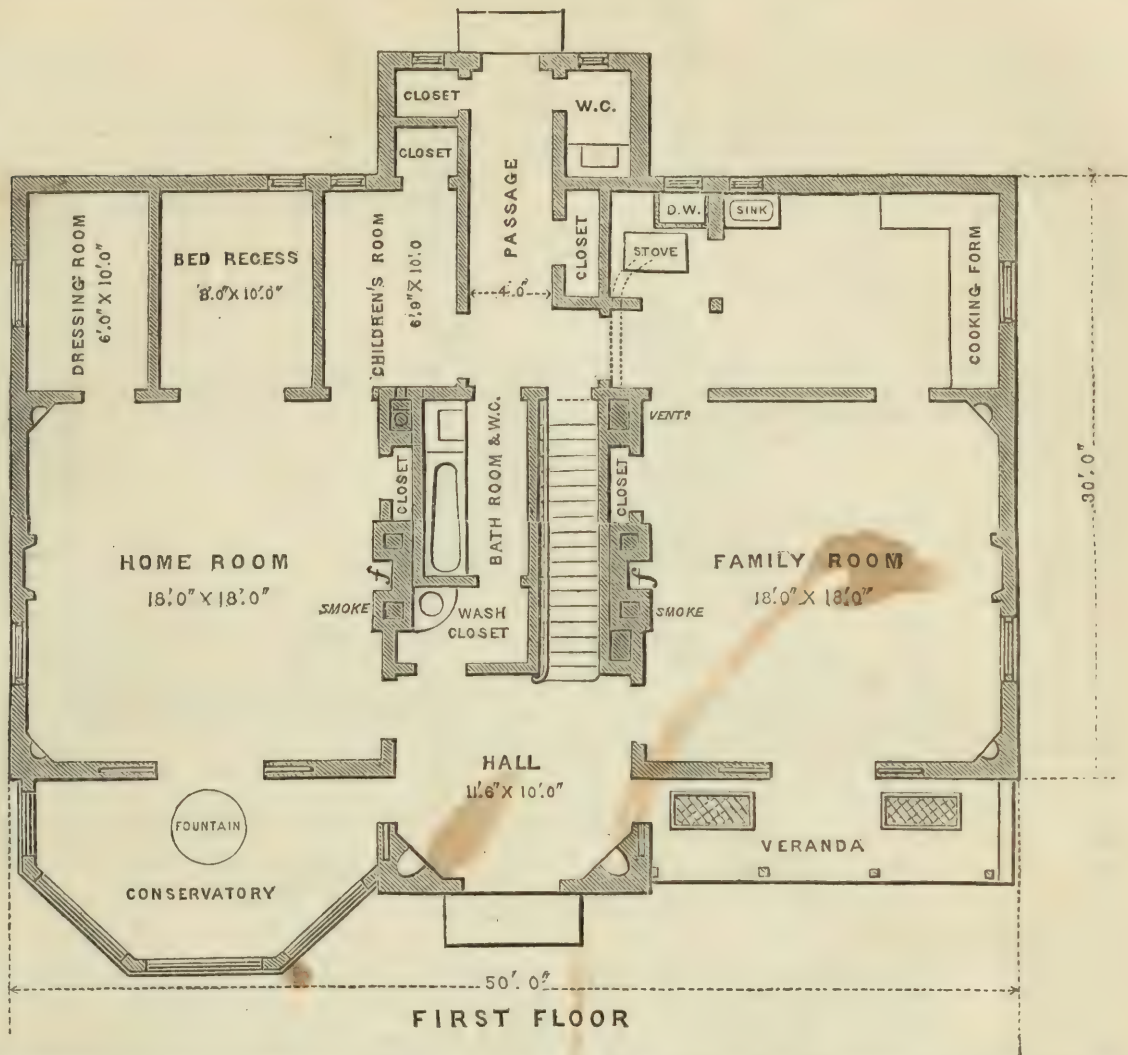 CLOSET
W.C.
CLOSET
PASSAGE
CLOSET
D.W.
SINK
STOVE
COOKING FORM
DRESSING ROOM
6'.0" X 10'.0"
BED RECESS
8'.0" X 10'.0"
CHILDREN'S ROOM
6'.9" X 10'.0
4'.0"
VENTS
30'.0"
CLOSET
BATH ROOM & W.C.
CLOSET
HOME ROOM
18'.0" X 18'.0"
f
SMOKE
WASH
CLOSET
f
SMOKE
FAMILY ROOM
18'.0" X 18'.0"
HALL
11'.6" X 10'.0"
FOUNTAIN
CONSERVATORY
VERANDA
50'. 0"
FIRST FLOOR